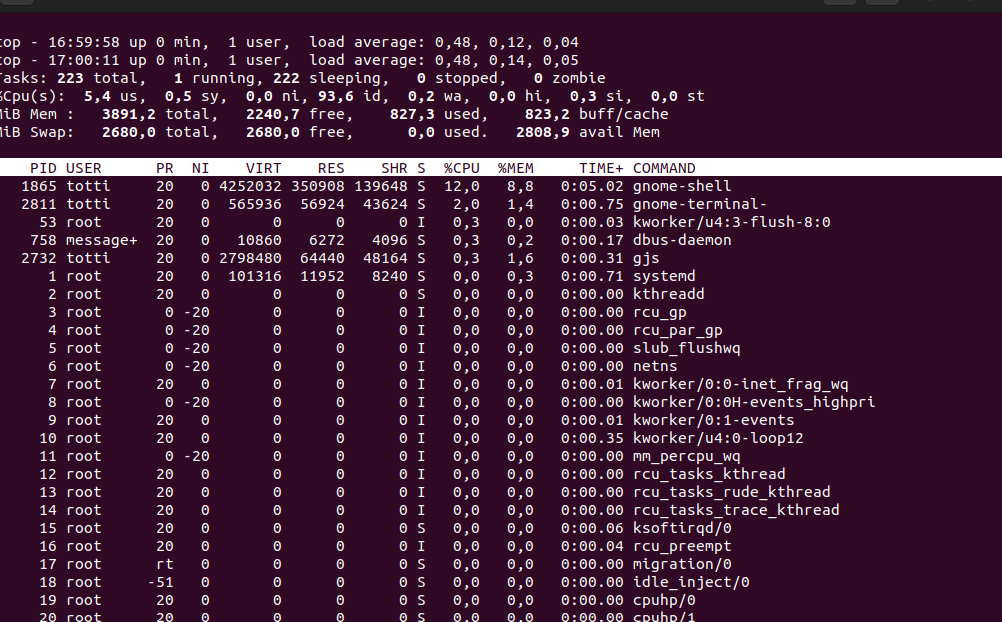 top - 16:59:58 up 0 min,  1 user,  load average: 0,48, 0,12, 0,04
top - 17:00:11 up 0 min,  1 user,  load average: 0,48, 0,14, 0,05
Tasks: 223 total,   1 running, 222 sleeping,   0 stopped,   0 zombie
%Cpu(s):  5,4 us,  0,5 sy,  0,0 ni, 93,6 id,  0,2 wa,  0,0 hi,  0,3 si,  0,0 st
MiB Mem :   3891,2 total,   2240,7 free,    827,3 used,    823,2 buff/cache
MiB Swap:   2680,0 total,   2680,0 free,      0,0 used.   2808,9 avail Mem
PID USER      PR  NI    VIRT    RES    SHR S  %CPU  %MEM     TIME+ COMMAND
1865 totti     20   0 4252032 350908 139648 S  12,0   8,8   0:05.02 gnome-shell
2811 totti     20   0  565936  56924  43624 S   2,0   1,4   0:00.75 gnome-terminal-
53 root      20   0       0      0      0 I   0,3   0,0   0:00.03 kworker/u4:3-flush-8:0
758 message+  20   0   10860   6272   4096 S   0,3   0,2   0:00.17 dbus-daemon
2732 totti     20   0 2798480  64440  48164 S   0,3   1,6   0:00.31 gjs
1 root      20   0  101316  11952   8240 S   0,0   0,3   0:00.71 systemd
2 root      20   0       0      0      0 S   0,0   0,0   0:00.00 kthreadd
3 root       0 -20       0      0      0 I   0,0   0,0   0:00.00 rcu_gp
4 root       0 -20       0      0      0 I   0,0   0,0   0:00.00 rcu_par_gp
5 root       0 -20       0      0      0 I   0,0   0,0   0:00.00 slub_flushwq
6 root       0 -20       0      0      0 I   0,0   0,0   0:00.00 netns
7 root      20   0       0      0      0 I   0,0   0,0   0:00.01 kworker/0:0-inet_frag_wq
8 root       0 -20       0      0      0 I   0,0   0,0   0:00.00 kworker/0:0H-events_highpri
9 root      20   0       0      0      0 I   0,0   0,0   0:00.01 kworker/0:1-events
10 root      20   0       0      0      0 I   0,0   0,0   0:00.35 kworker/u4:0-loop12
11 root       0 -20       0      0      0 I   0,0   0,0   0:00.00 mm_percpu_wq
12 root      20   0       0      0      0 I   0,0   0,0   0:00.00 rcu_tasks_kthread
13 root      20   0       0      0      0 I   0,0   0,0   0:00.00 rcu_tasks_rude_kthread
14 root      20   0       0      0      0 I   0,0   0,0   0:00.00 rcu_tasks_trace_kthread
15 root      20   0       0      0      0 S   0,0   0,0   0:00.06 ksoftirqd/0
16 root      20   0       0      0      0 I   0,0   0,0   0:00.04 rcu_preempt
17 root      rt   0       0      0      0 S   0,0   0,0   0:00.00 migration/0
18 root     -51   0       0      0      0 S   0,0   0,0   0:00.00 idle_inject/0
19 root      20   0       0      0      0 S   0,0   0,0   0:00.00 cpuhp/0
20 root      20   0       0      0      0 S   0,0   0,0   0:00.00 cpuhp/1